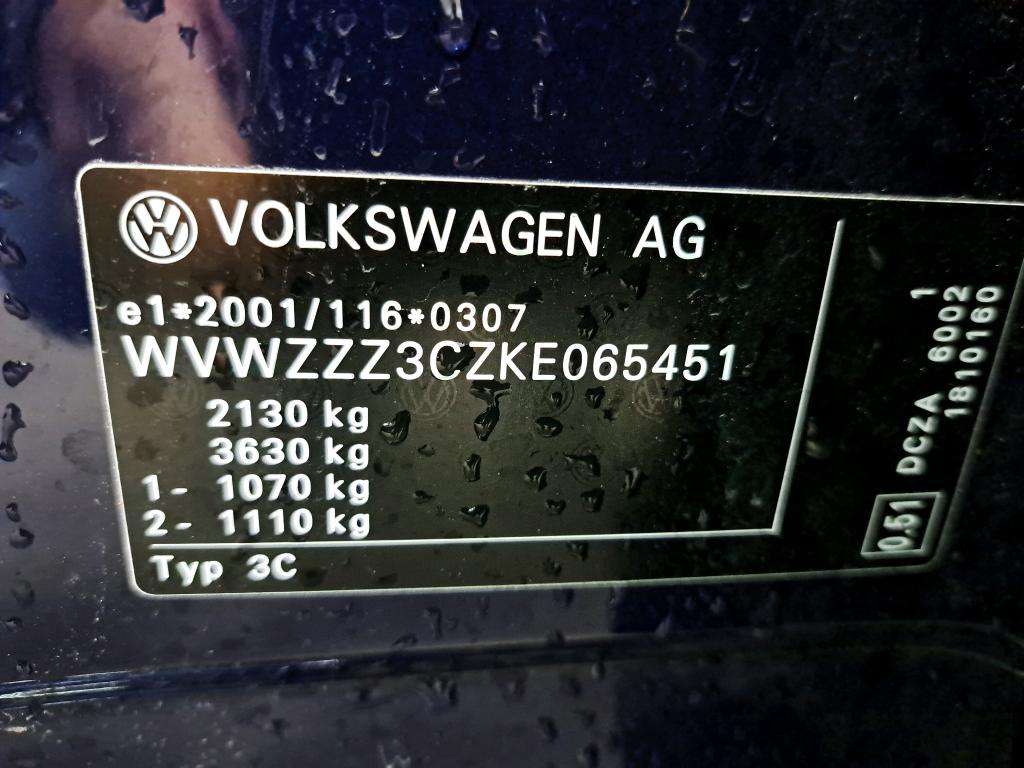 VOLKSWAGEN AG
e1*2001/116*0307
WVWZZZ3CZKE065451
2130 kg
3630 kg
1- 1070 kg
2- 1110 kg
Typ 3C
0.51 DCZA 6002 1
1810160